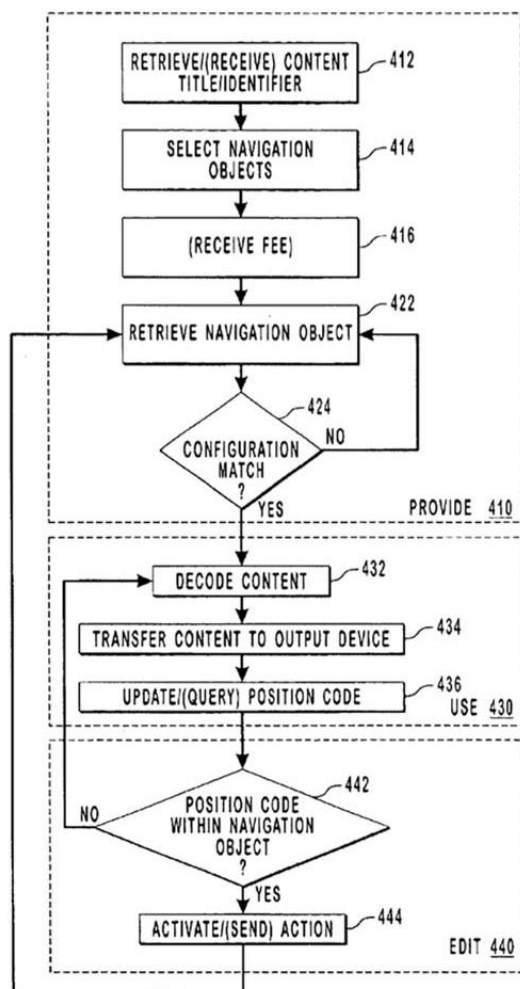 RETRIEVE/(RECEIVE) CONTENT
TITLE/IDENTIFIER
412
SELECT NAVIGATION
OBJECTS
414
(RECEIVE FEE)
416
RETRIEVE NAVIGATION OBJECT
422
424
CONFIGURATION
MATCH
?
NO
YES
PROVIDE 410
DECODE CONTENT
432
TRANSFER CONTENT TO OUTPUT DEVICE
434
UPDATE/(QUERY) POSITION CODE
436
USE 430
442
POSITION CODE
WITHIN NAVIGATION
OBJECT
?
NO
YES
ACTIVATE/(SEND) ACTION
444
EDIT 440